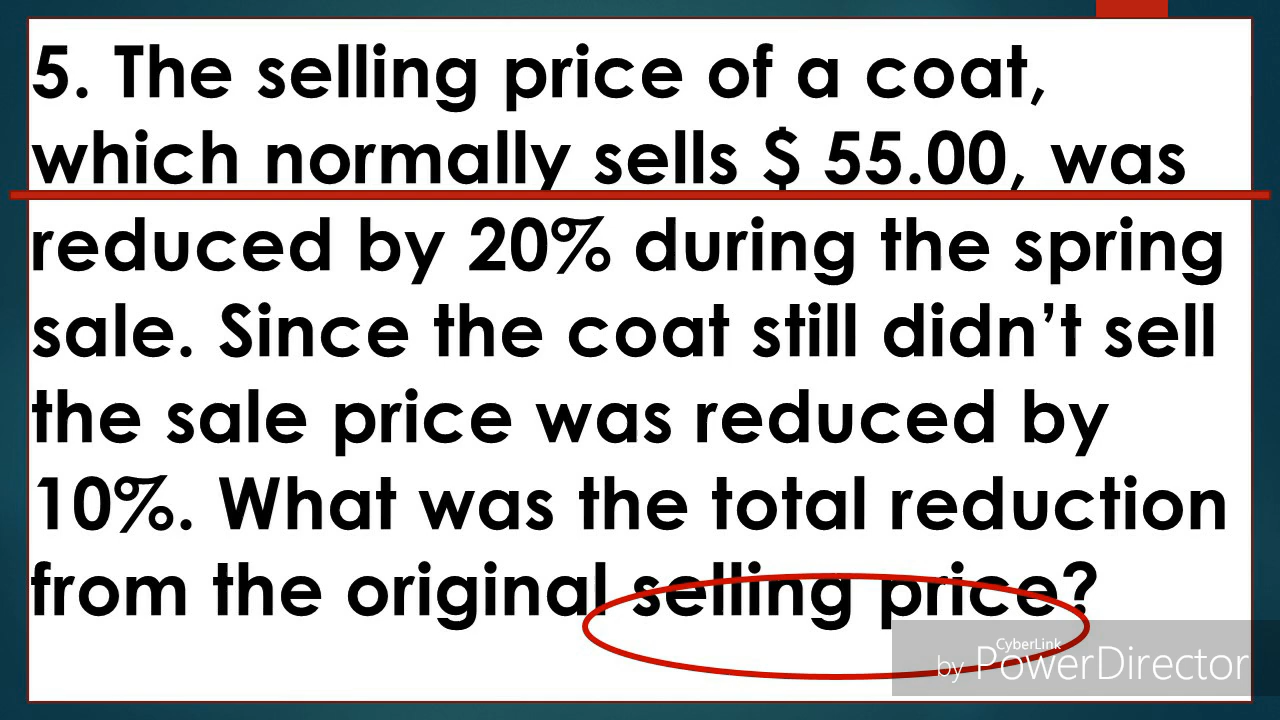 5. The selling price of a coat,
which normally sells $ 55.00, was
reduced by 20% during the spring
sale. Since the coat still didn’t sell
the sale price was reduced by
10%. What was the total reduction
from the original selling price?
CyberLink
by PowerDirector